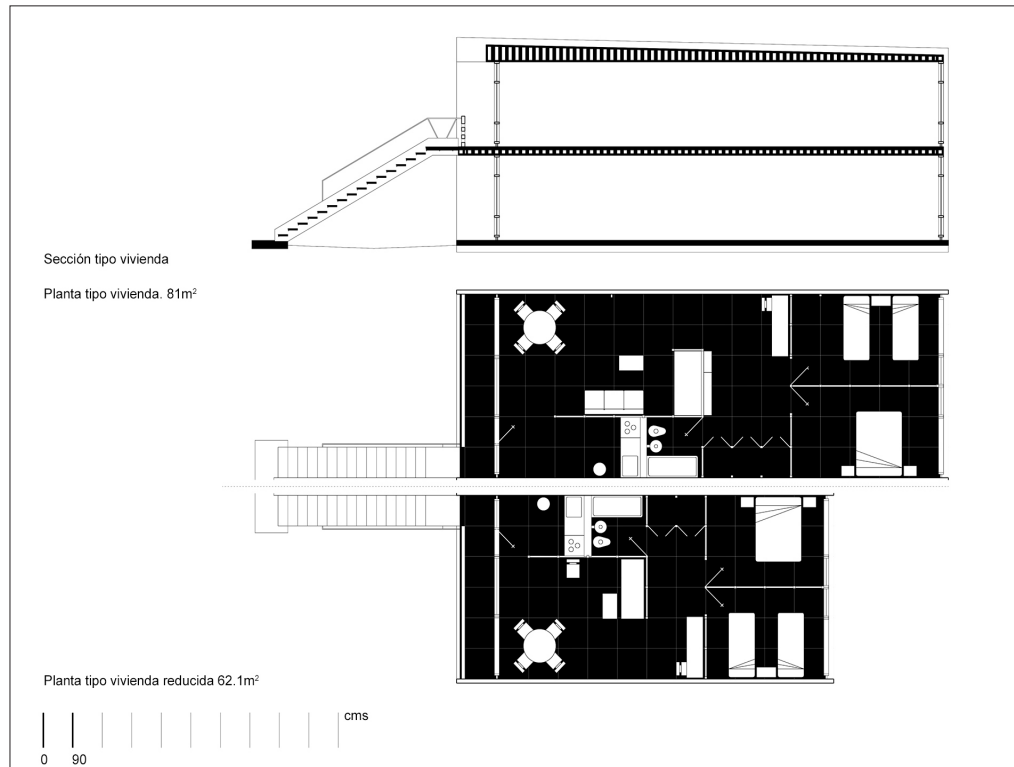 Sección tipo vivienda
Planta tipo vivienda. 81m²
Planta tipo vivienda reducida 62.1m²
cms
0 90